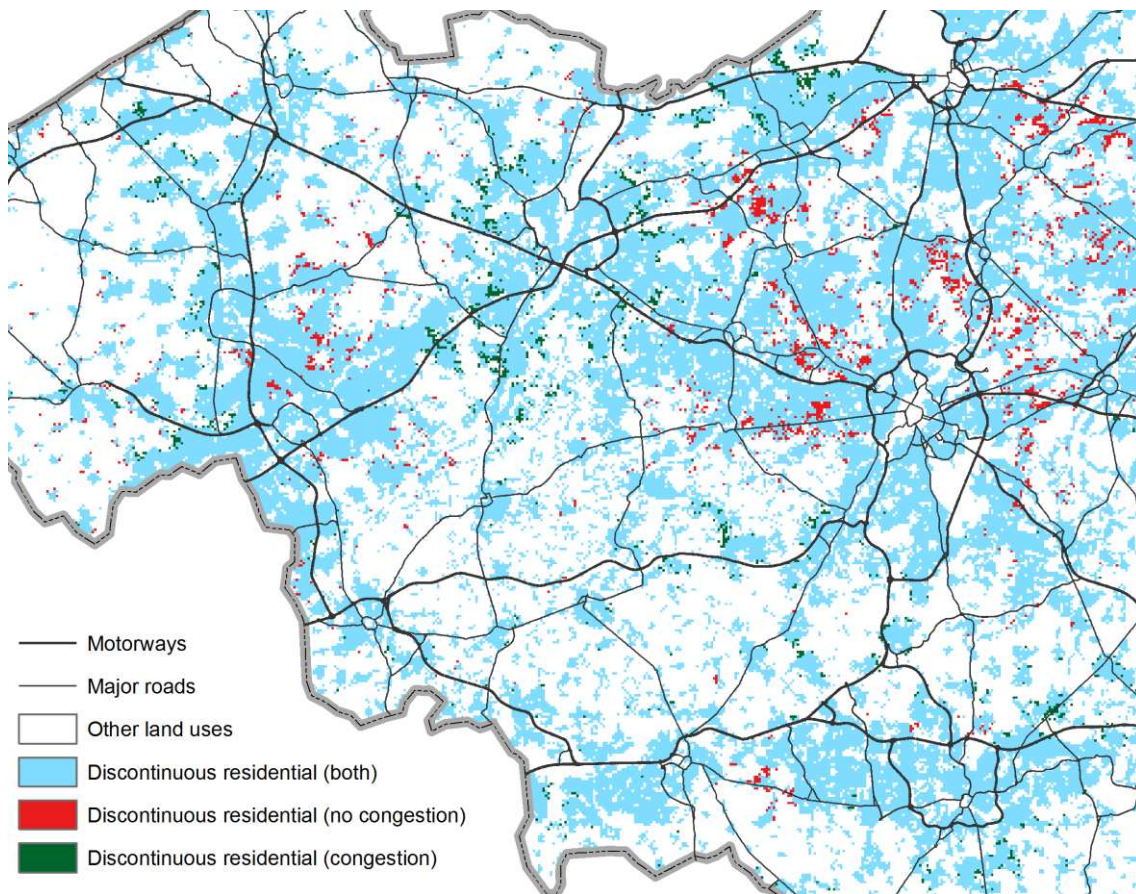 Motorways
Major roads
Other land uses
Discontinuous residential (both)
Discontinuous residential (no congestion)
Discontinuous residential (congestion)